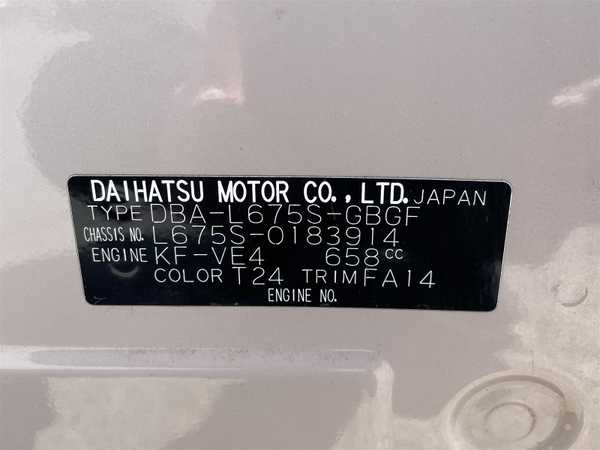 DAIHATSU MOTOR CO.,LTD. JAPAN
TYPE DBA-L675S-GBGF
CHASSIS NO. L675S-0183914
ENGINE KF-VE4 658cc
COLOR T24 TRIM FA14
ENGINE NO.